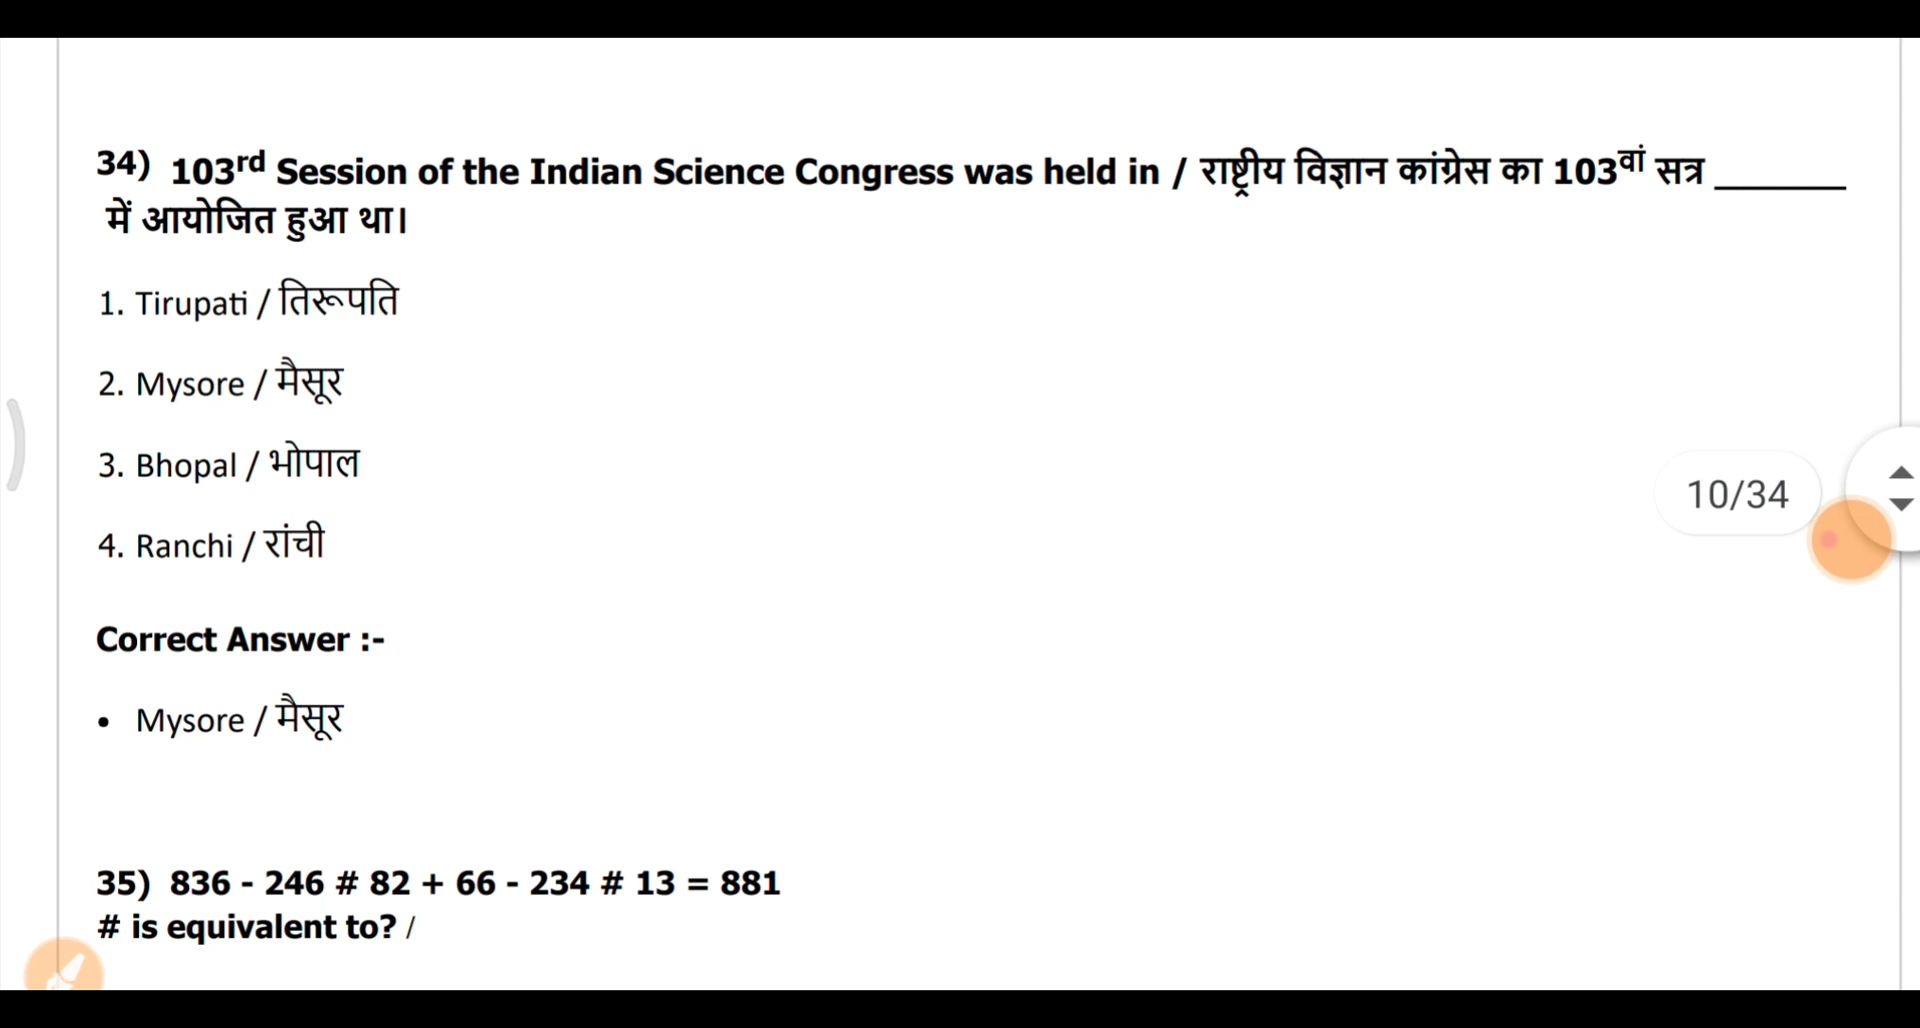 34) 103rd Session of the Indian Science Congress was held in / राष्ट्रीय विज्ञान कांग्रेस का 103वां सत्र ______
में आयोजित हुआ था।
1. Tirupati / तिरूपति
2. Mysore / मैसूर
3. Bhopal / भोपाल
4. Ranchi / रांची
10/34
Correct Answer :-
• Mysore / मैसूर
35) 836 - 246 # 82 + 66 - 234 # 13 = 881
# is equivalent to? /